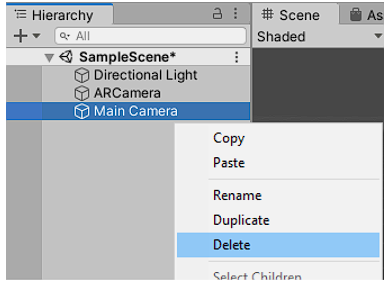 Hierarchy
Scene
As
All
Shaded
SampleScene*
Directional Light
ARCamera
Main Camera
Copy
Paste
Rename
Duplicate
Delete
Select Children